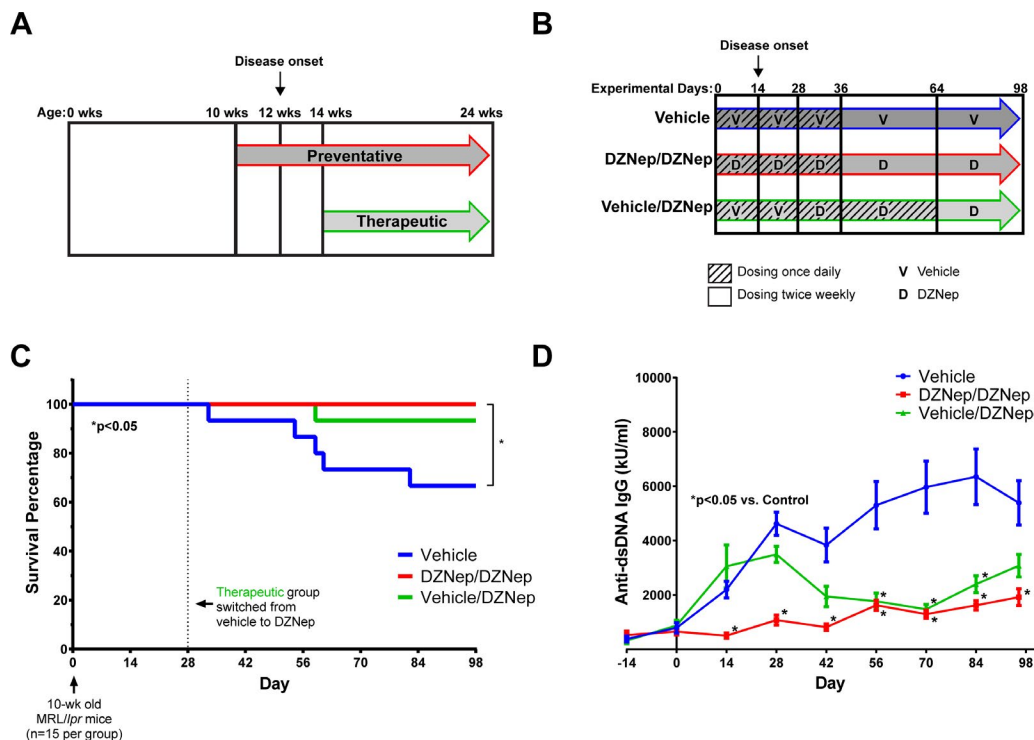 A
Disease onset
Age: 0 wks 10 wks 12 wks 14 wks 24 wks
Preventative
Therapeutic
B
Disease onset
Experimental Days: 0 14 28 36 64 98
Vehicle V V V V V
DZNep/DZNep D D D D D
Vehicle/DZNep V V D D D
Dosing once daily V Vehicle
Dosing twice weekly D DZNep
C
100
80
60
40
20
0
Survival Percentage
*p<0.05
*
Vehicle
DZNep/DZNep
Vehicle/DZNep
Therapeutic group
switched from
vehicle to DZNep
0 14 28 42 56 70 84 98
Day
10-wk old
MRL/lpr mice
(n=15 per group)
D
Vehicle
DZNep/DZNep
Vehicle/DZNep
10000
8000
6000
4000
2000
0
Anti-dsDNA IgG (kU/ml)
*p<0.05 vs. Control
* * * * * * * * * *
-14 0 14 28 42 56 70 84 98
Day